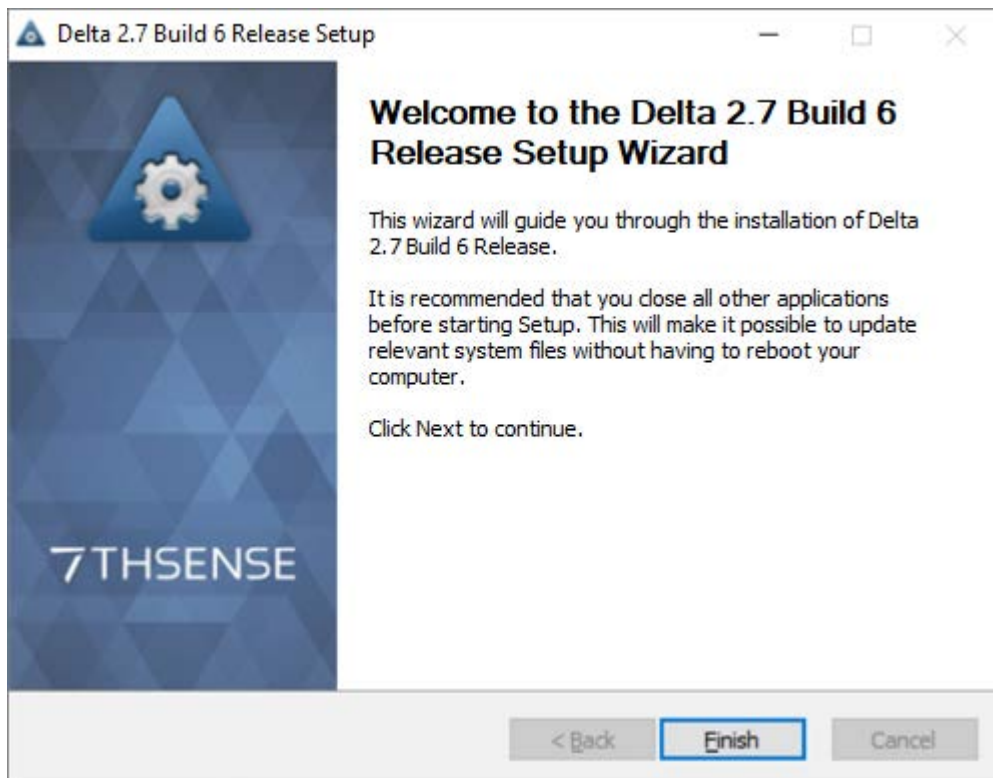 Delta 2.7 Build 6 Release Setup
Welcome to the Delta 2.7 Build 6
Release Setup Wizard
This wizard will guide you through the installation of Delta
2.7 Build 6 Release.
It is recommended that you close all other applications
before starting Setup. This will make it possible to update
relevant system files without having to reboot your
computer.
Click Next to continue.
7THSENSE
< Back
Finish
Cancel